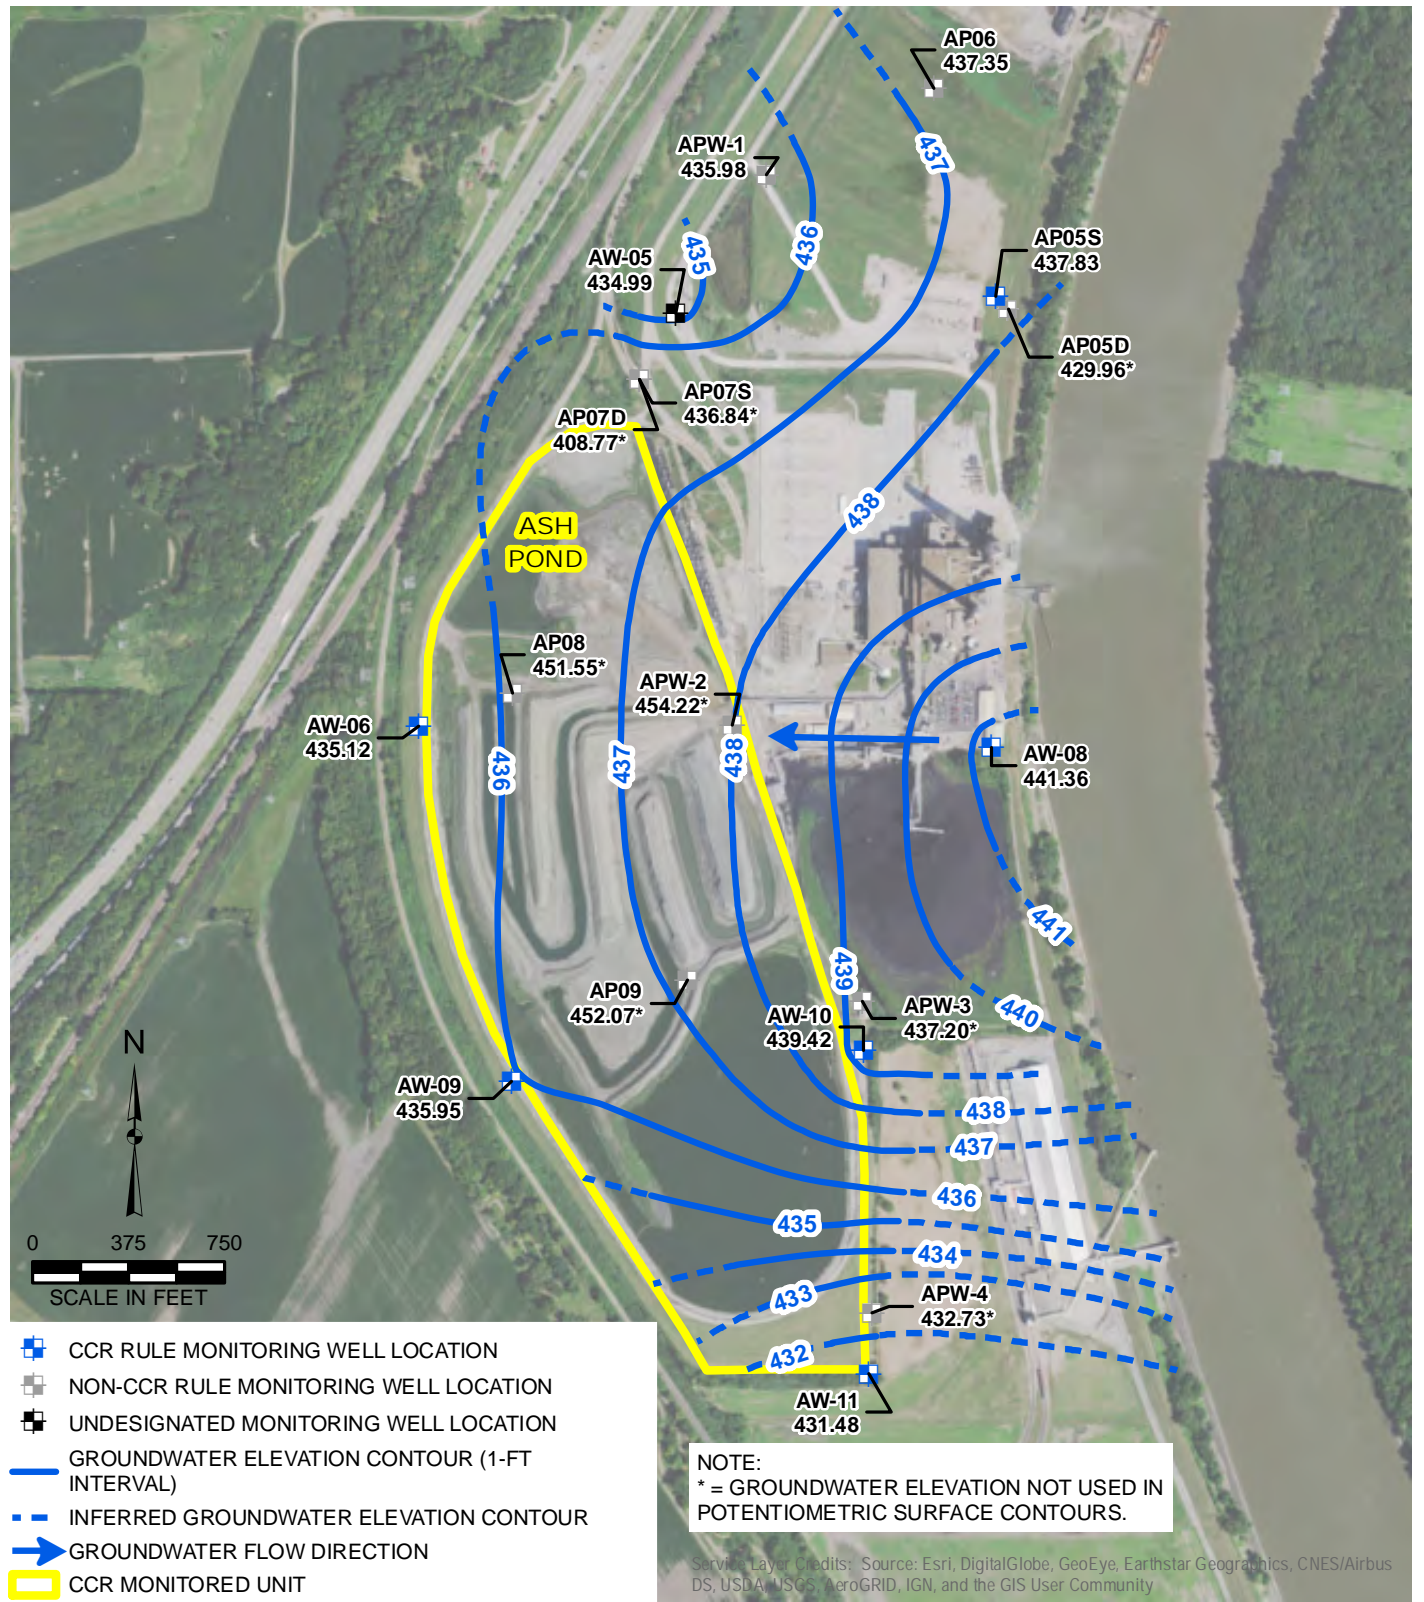 AP06
437.35
437
APW-1
435.98
436
AP05S
437.83
435
AW-05
434.99
AP05D
429.96*
AP07S
436.84*
AP07D
408.77*
438
ASH
POND
AP08
451.55*
APW-2
454.22*
AW-06
435.12
436
437
438
AW-08
441.36
441
439
440
AP09
452.07*
APW-3
437.20*
AW-10
439.42
N
AW-09
435.95
438
437
436
435
434
433
APW-4
432.73*
432
AW-11
431.48
0 375 750
SCALE IN FEET
CCR RULE MONITORING WELL LOCATION
NON-CCR RULE MONITORING WELL LOCATION
UNDESIGNATED MONITORING WELL LOCATION
GROUNDWATER ELEVATION CONTOUR (1-FT
INTERVAL)
INFERRED GROUNDWATER ELEVATION CONTOUR
GROUNDWATER FLOW DIRECTION
CCR MONITORED UNIT
NOTE:
* = GROUNDWATER ELEVATION NOT USED IN
POTENTIOMETRIC SURFACE CONTOURS.
Service Layer Credits: Source: Esri, DigitalGlobe, GeoEye, Earthstar Geographics, CNES/Airbus
DS, USDA, USGS, AeroGRID, IGN, and the GIS User Community